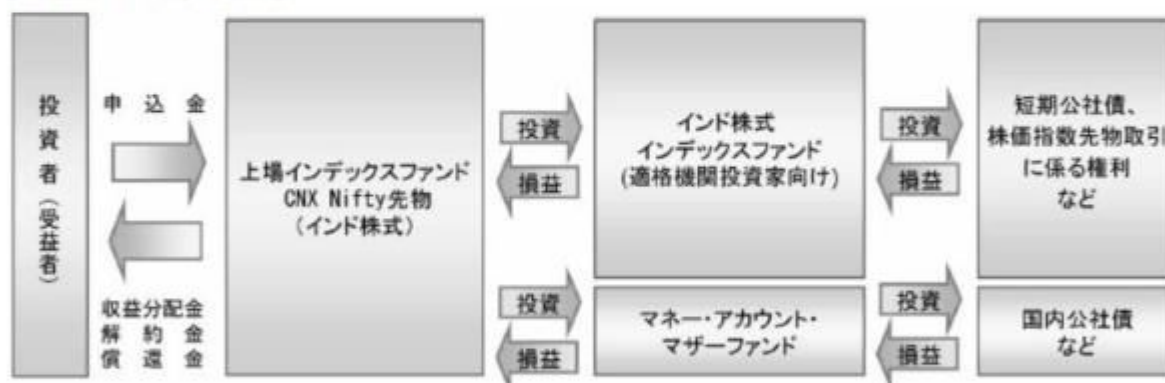 投資者(受益者)
申込金
収益分配金
解約金
償還金
上場インデックスファンド
CNX Nifty先物
(インド株式)
投資
損益
投資
損益
インド株式
インデックスファンド
(適格機関投資家向け)
マネー・アカウント・
マザーファンド
投資
損益
投資
損益
短期公社債、
株価指数先物取引
に係る権利
など
国内公社債
など